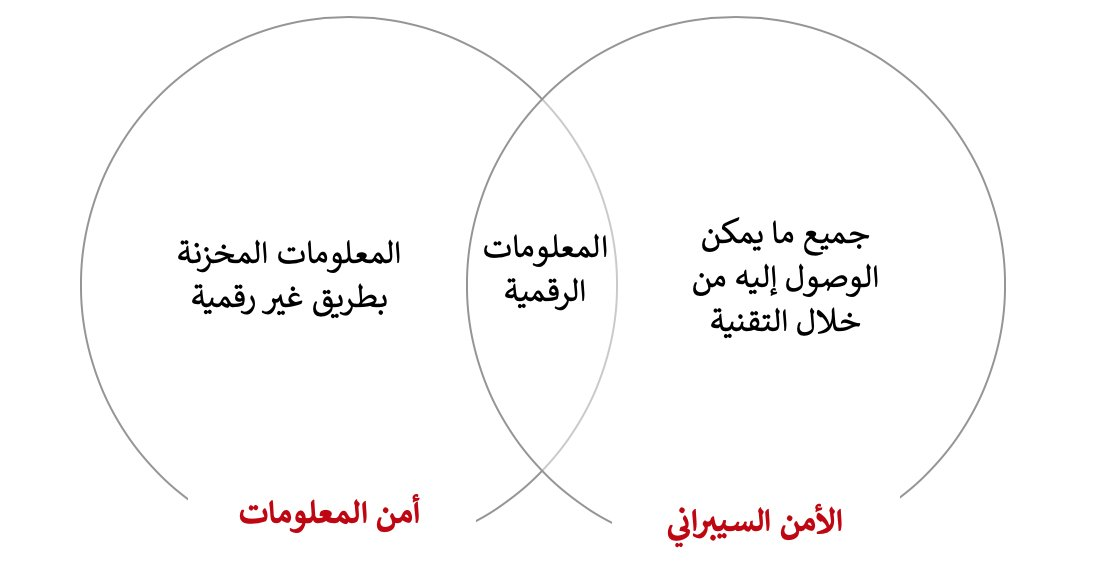 جميع ما يمكن
الوصول إليه من
خلال التقنية
المعلومات
الرقمية
المعلومات المخزنة
بطريق غير رقمية
الأمن السيبراني
أمن المعلومات